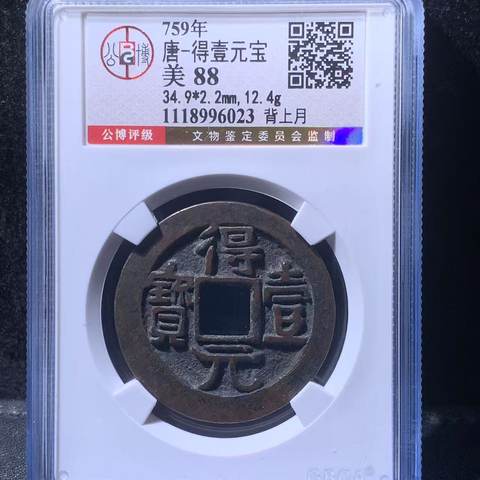 公博
759年
唐-得壹元宝
美 88
34.9*2.2mm,12.4g
1118996023 背上月
公博评级 文物鉴定委员会监制
得壹元寶